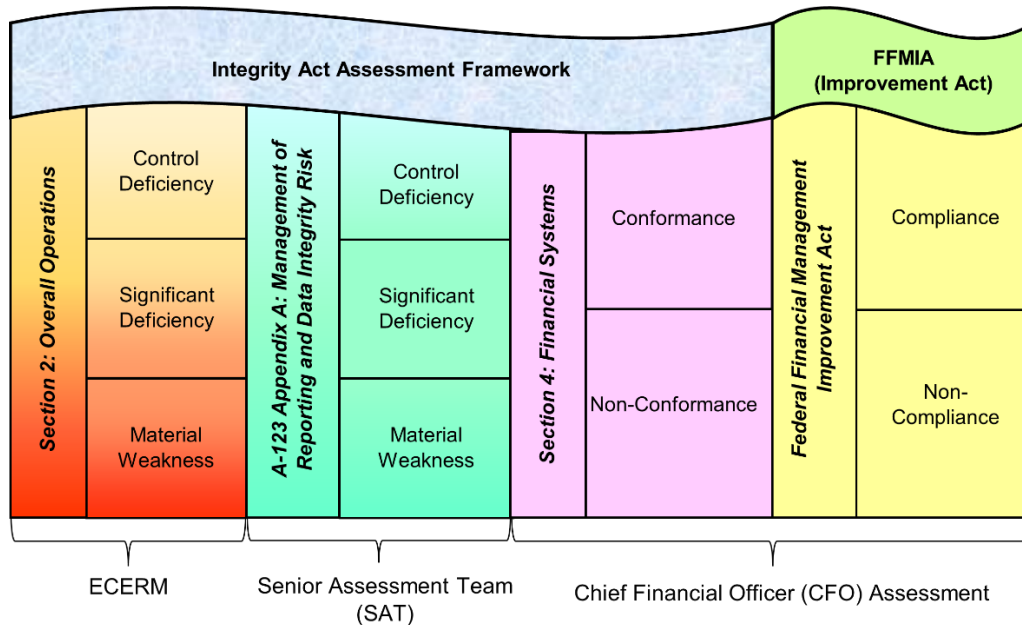 Integrity Act Assessment Framework
FFMIA
(Improvement Act)
Section 2: Overall Operations
Control
Deficiency
Significant
Deficiency
Material
Weakness
A-123 Appendix A: Management of
Reporting and Data Integrity Risk
Control
Deficiency
Significant
Deficiency
Material
Weakness
Section 4: Financial Systems
Conformance
Non-Conformance
Federal Financial Management
Improvement Act
Compliance
Non-
Compliance
ECERM
Senior Assessment Team
(SAT)
Chief Financial Officer (CFO) Assessment